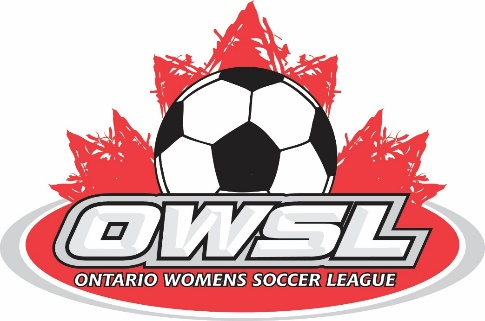 OWSL
ONTARIO WOMENS SOCCER LEAGUE